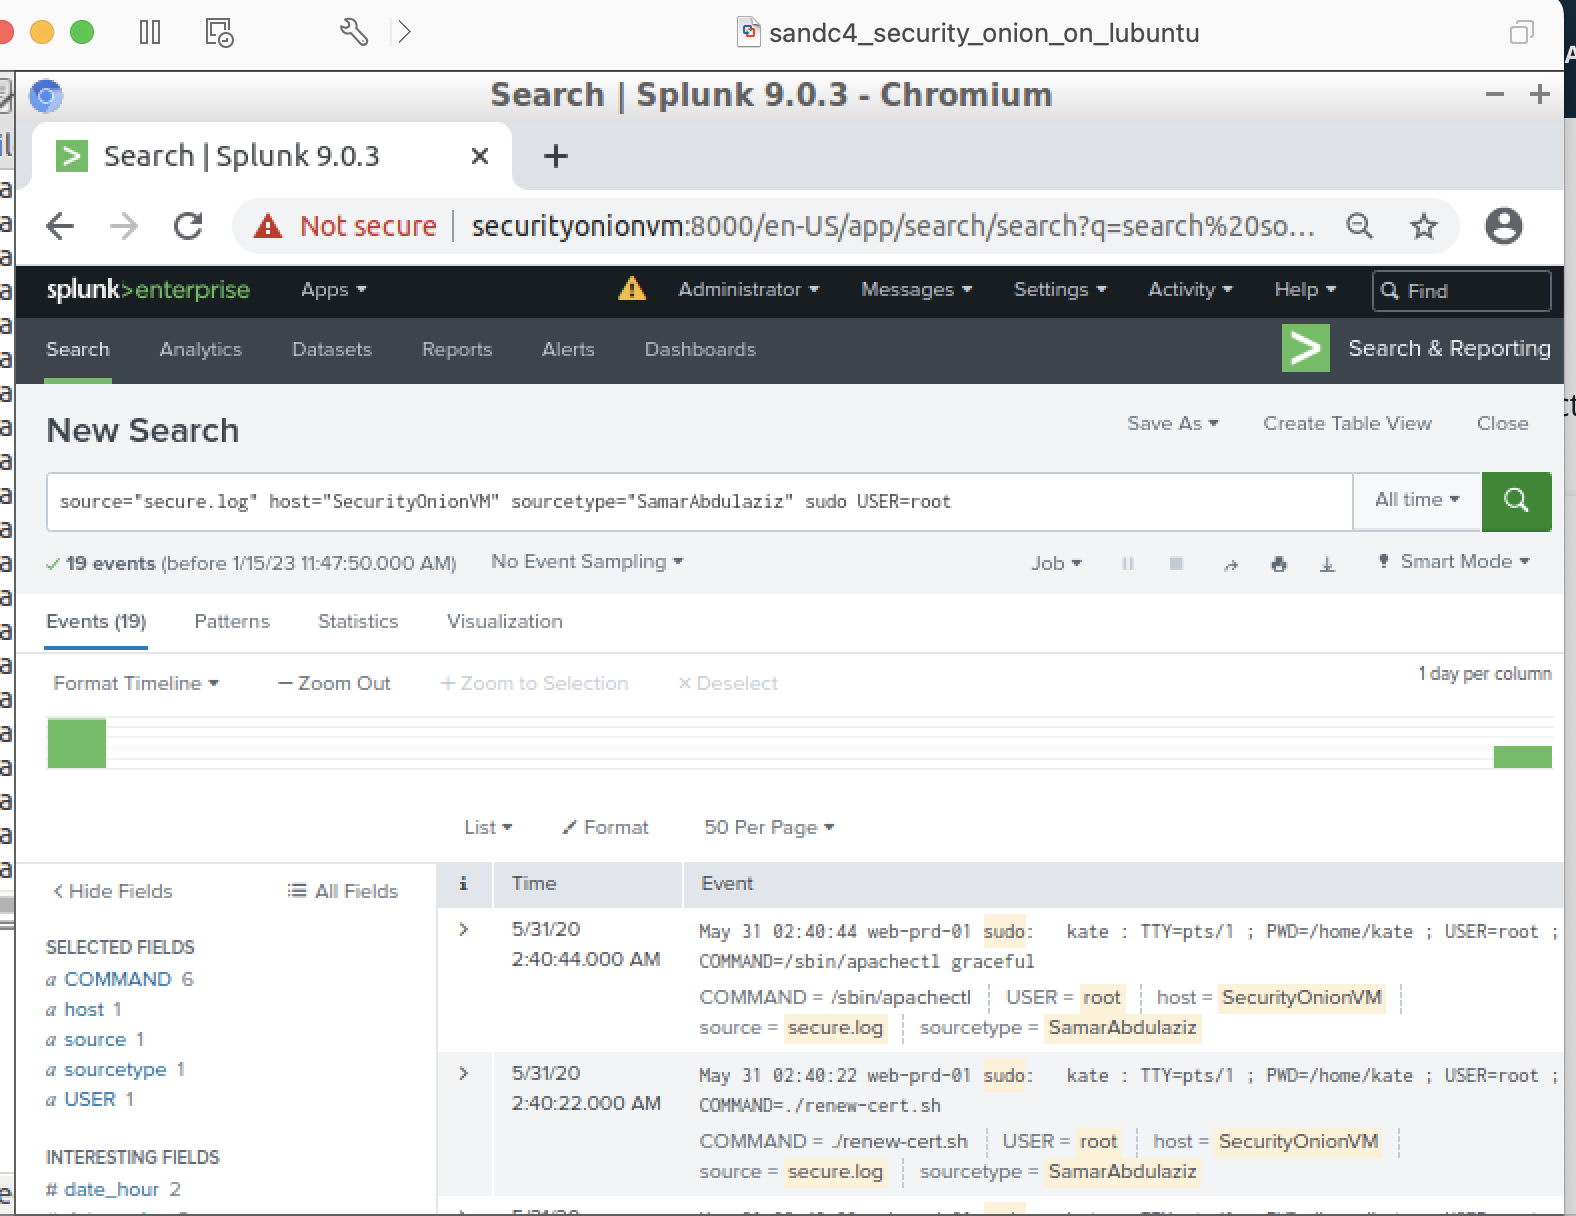 sandc4_security_onion_on_lubuntu
Search | Splunk 9.0.3 - Chromium
Search | Splunk 9.0.3
Not secure securityonionvm:8000/en-US/app/search/search?q=search%20so...
splunk>enterprise Apps Administrator Messages Settings Activity Help Find
Search Analytics Datasets Reports Alerts Dashboards Search & Reporting
New Search Save As Create Table View Close
source="secure.log" host="SecurityOnionVM" sourcetype="SamarAbdulaziz" sudo USER=root All time
19 events (before 1/15/23 11:47:50.000 AM) No Event Sampling Job Smart Mode
Events (19) Patterns Statistics Visualization
Format Timeline — Zoom Out + Zoom to Selection × Deselect 1 day per column
List Format 50 Per Page
< Hide Fields All Fields
i Time Event
SELECTED FIELDS
a COMMAND 6
a host 1
a source 1
a sourcetype 1
a USER 1
INTERESTING FIELDS
# date_hour 2
5/31/20
2:40:44.000 AM
May 31 02:40:44 web-prd-01 sudo: kate : TTY=pts/1 ; PWD=/home/kate ; USER=root ;
COMMAND=/sbin/apachectl graceful
COMMAND = /sbin/apachectl USER = root host = SecurityOnionVM
source = secure.log sourcetype = SamarAbdulaziz
5/31/20
2:40:22.000 AM
May 31 02:40:22 web-prd-01 sudo: kate : TTY=pts/1 ; PWD=/home/kate ; USER=root ;
COMMAND=./renew-cert.sh
COMMAND = ./renew-cert.sh USER = root host = SecurityOnionVM
source = secure.log sourcetype = SamarAbdulaziz